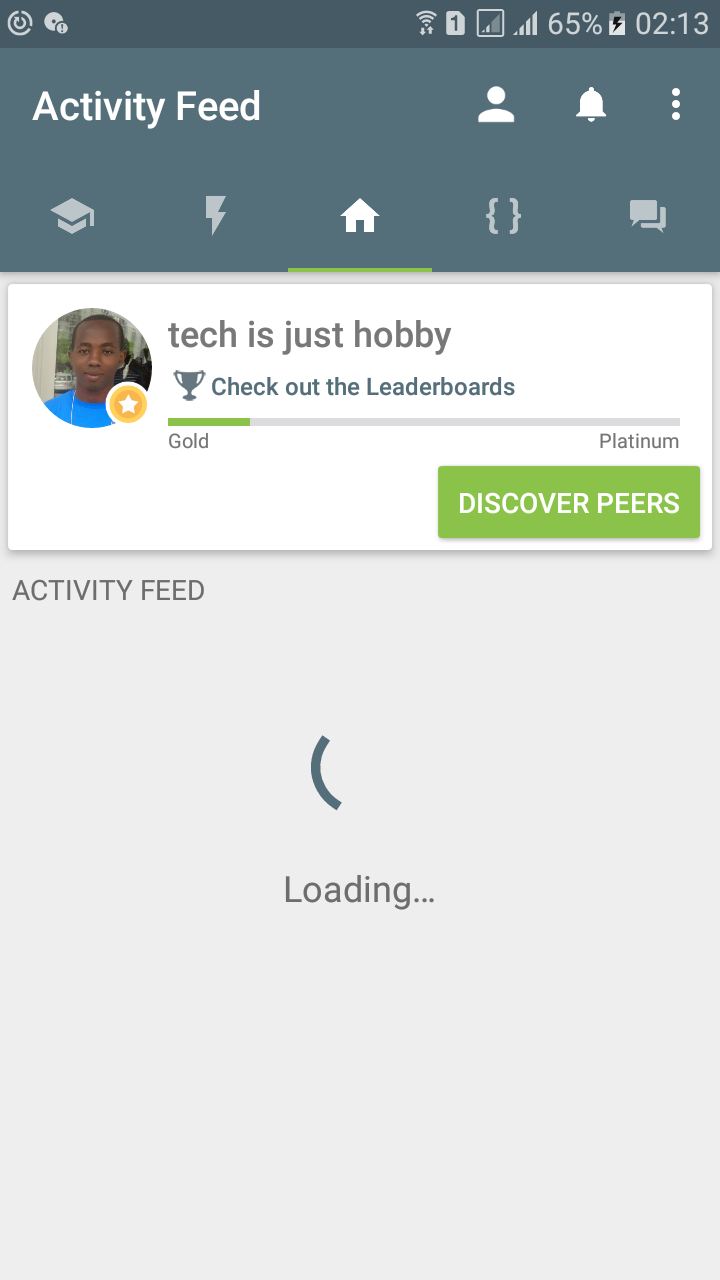 1 65% 02:13
Activity Feed
{ }
tech is just hobby
Check out the Leaderboards
Gold Platinum
DISCOVER PEERS
ACTIVITY FEED
Loading...